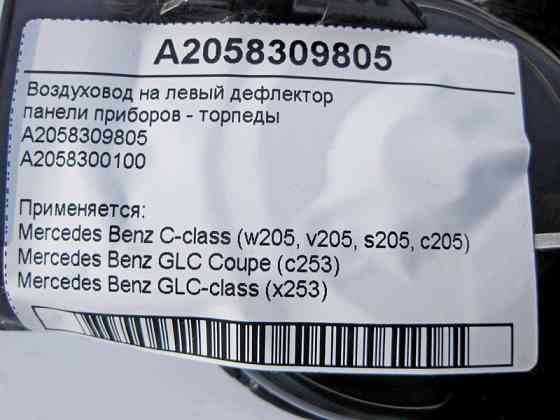 A2058309805
Воздуховод на левый дефлектор
панели приборов - торпеды
A2058309805
A2058300100
Применяется:
Mercedes Benz C-class (w205, v205, s205, c205)
Mercedes Benz GLC Coupe (c253)
Mercedes Benz GLC-class (x253)